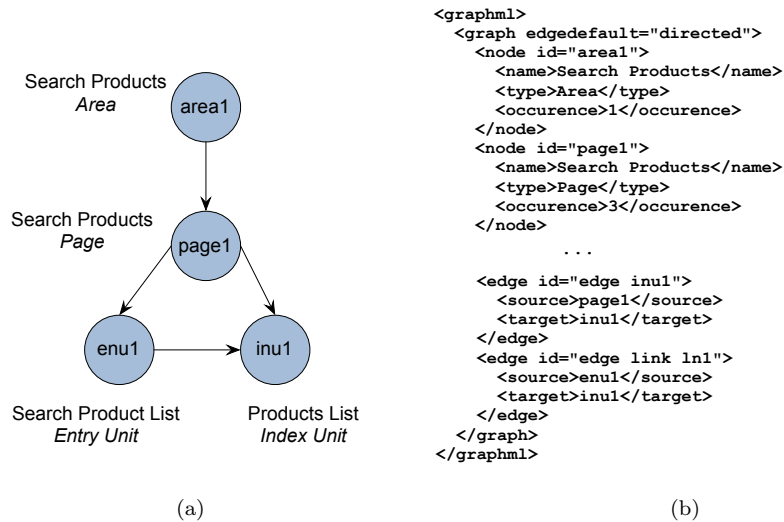 Search Products
Area
area1
Search Products
Page
page1
enu1
inu1
Search Product List
Entry Unit
Products List
Index Unit
(a)
<graphml>
<graph edgedefault="directed">
<node id="area1">
<name>Search Products</name>
<type>Area</type>
<occurence>1</occurence>
</node>
<node id="page1">
<name>Search Products</name>
<type>Page</type>
<occurence>3</occurence>
</node>
...
<edge id="edge inu1">
<source>page1</source>
<target>inu1</target>
</edge>
<edge id="edge link ln1">
<source>enu1</source>
<target>inu1</target>
</edge>
</graph>
</graphml>
(b)